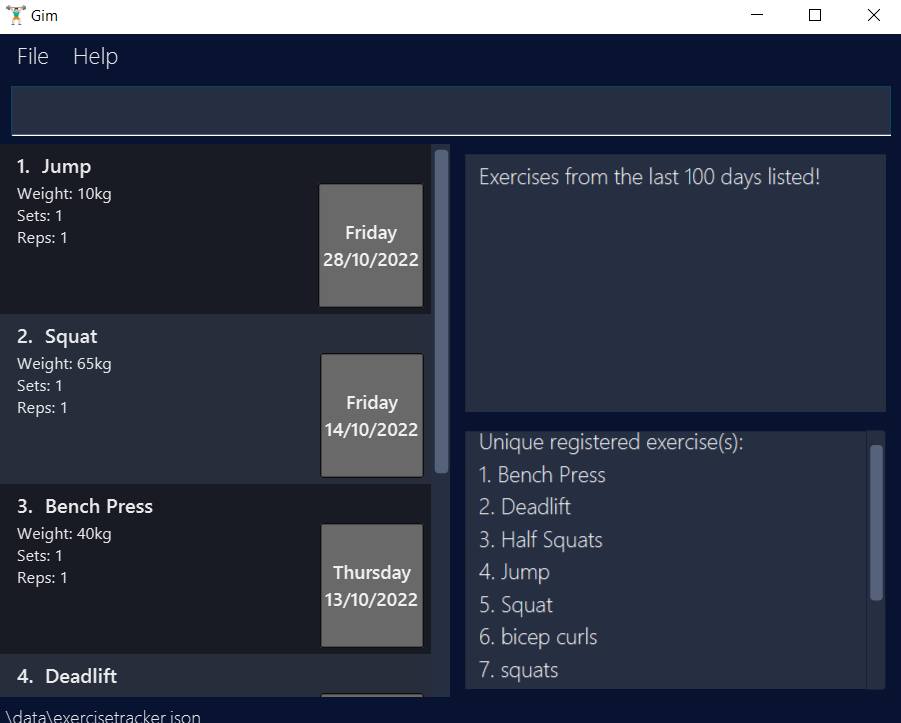 Gim
File Help
1. Jump
Weight: 10kg
Sets: 1
Reps: 1
Friday
28/10/2022
2. Squat
Weight: 65kg
Sets: 1
Reps: 1
Friday
14/10/2022
3. Bench Press
Weight: 40kg
Sets: 1
Reps: 1
Thursday
13/10/2022
4. Deadlift
Exercises from the last 100 days listed!
Unique registered exercise(s):
1. Bench Press
2. Deadlift
3. Half Squats
4. Jump
5. Squat
6. bicep curls
7. squats
.\data\exercisetracker.json